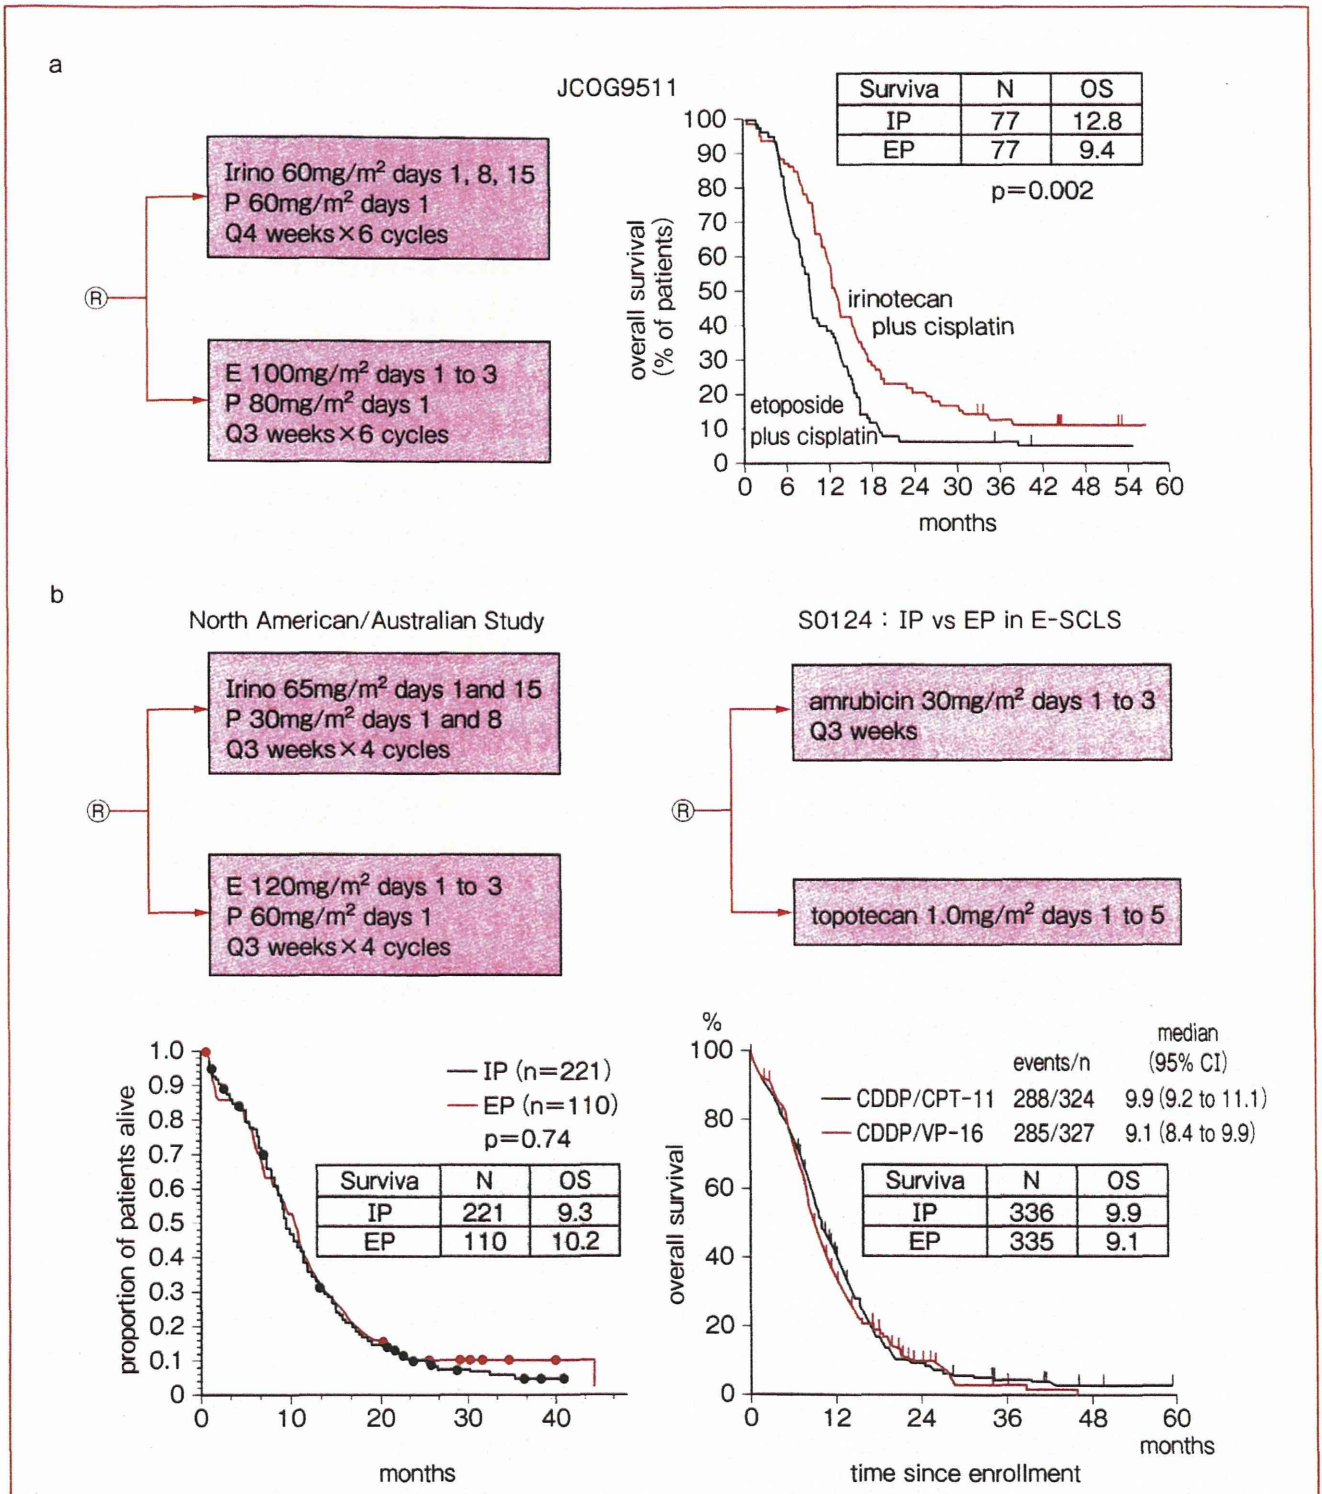 a
JCOG9511
Irino 60mg/m² days 1, 8, 15
P 60mg/m² days 1
Q4 weeks×6 cycles
Ⓡ
E 100mg/m² days 1 to 3
P 80mg/m² days 1
Q3 weeks×6 cycles
Surviva N OS
IP 77 12.8
EP 77 9.4
p=0.002
overall survival
(% of patients)
100
90
80
70
60
50
40
30
20
10
0
irinotecan
plus cisplatin
etoposide
plus cisplatin
0 6 12 18 24 30 36 42 48 54 60
months
b
North American/Australian Study
Irino 65mg/m² days 1and 15
P 30mg/m² days 1 and 8
Q3 weeks×4 cycles
Ⓡ
E 120mg/m² days 1 to 3
P 60mg/m² days 1
Q3 weeks×4 cycles
S0124 : IP vs EP in E-SCLS
amrubicin 30mg/m² days 1 to 3
Q3 weeks
Ⓡ
topotecan 1.0mg/m² days 1 to 5
proportion of patients alive
1.0
0.9
0.8
0.7
0.6
0.5
0.4
0.3
0.2
0.1
0
IP (n=221)
EP (n=110)
p=0.74
Surviva N OS
IP 221 9.3
EP 110 10.2
0 10 20 30 40
months
%
overall survival
100
80
60
40
20
0
median
events/n (95% CI)
CDDP/CPT-11 288/324 9.9 (9.2 to 11.1)
CDDP/VP-16 285/327 9.1 (8.4 to 9.9)
Surviva N OS
IP 336 9.9
EP 335 9.1
0 12 24 36 48 60
months
time since enrollment